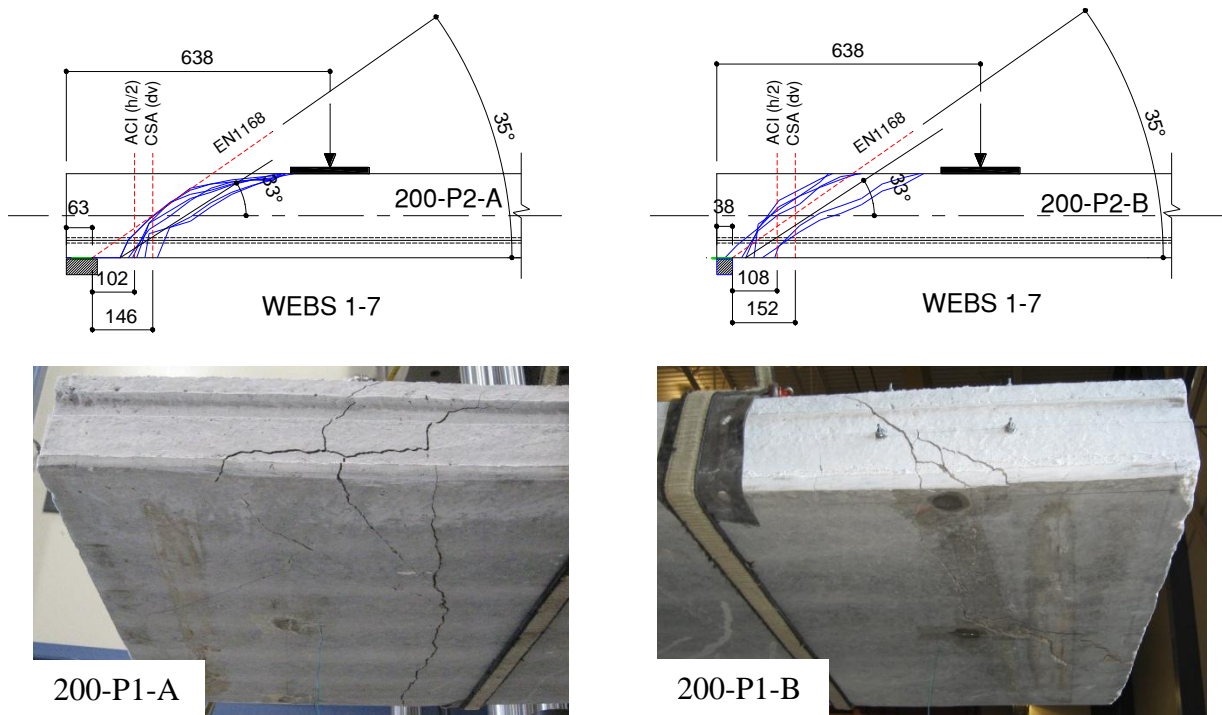 638
ACI (h/2)
CSA (dv)
EN1168
35°
33°
200-P2-A
63
102
146
WEBS 1-7
638
ACI (h/2)
CSA (dv)
EN1168
35°
33°
200-P2-B
38
108
152
WEBS 1-7
200-P1-A
200-P1-B